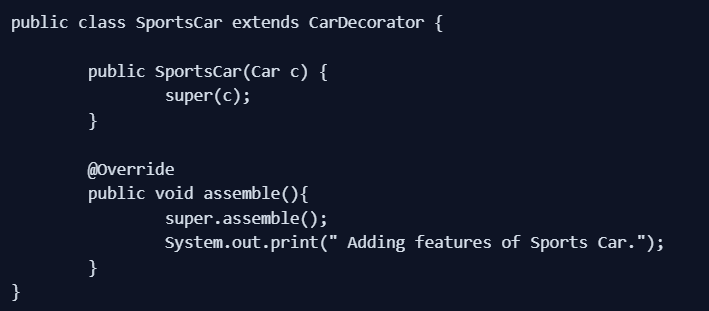 public class SportsCar extends CarDecorator {
public SportsCar(Car c) {
super(c);
}
@Override
public void assemble(){
super.assemble();
System.out.print(" Adding features of Sports Car.");
}
}